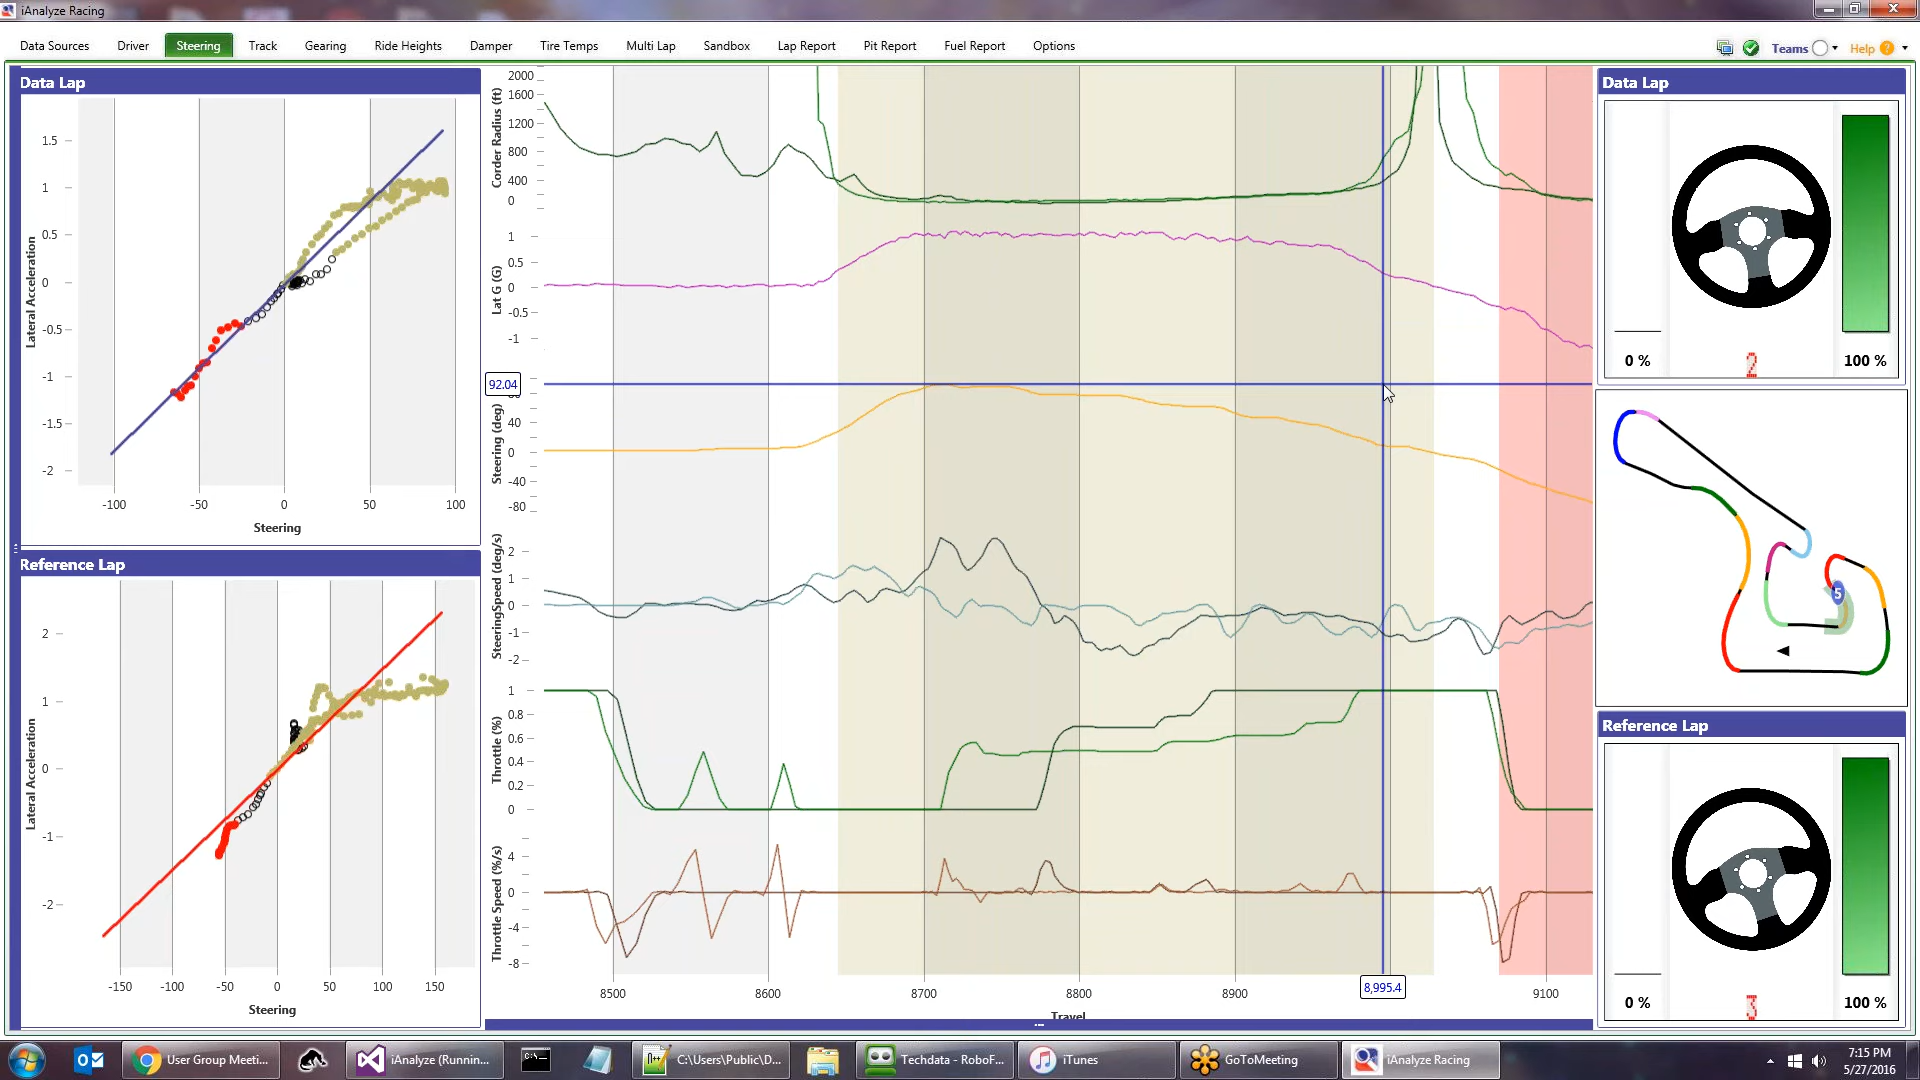 iAnalyze Racing
Data Sources Driver Steering Track Gearing Ride Heights Damper Tire Temps Multi Lap Sandbox Lap Report Pit Report Fuel Report Options Teams Help
Data Lap
1.5
1
0.5
0
-0.5
-1
-1.5
-2
Lateral Acceleration
-100 -50 0 50 100
Steering
Reference Lap
2
1
0
-1
-2
Lateral Acceleration
-150 -100 -50 0 50 100 150
Steering
Corder Radius (ft)
2000
1600
1200
800
400
0
Lat G (G)
1
0.5
0
-0.5
-1
92.04
Steering (deg)
40
0
-40
-80
SteeringSpeed (deg/s)
2
1
0
-1
-2
Throttle (%)
1
0.8
0.6
0.4
0.2
0
Throttle Speed (%/s)
4
0
-4
-8
8500 8600 8700 8800 8900 8,995.4 9100
Travel
Data Lap
0 % 2 100 %
5
Reference Lap
0 % 3 100 %
User Group Meeti...
iAnalyze (Runnin...
C:\Users\Public\D...
Techdata - RoboF...
iTunes
GoToMeeting
iAnalyze Racing
7:15 PM
5/27/2016